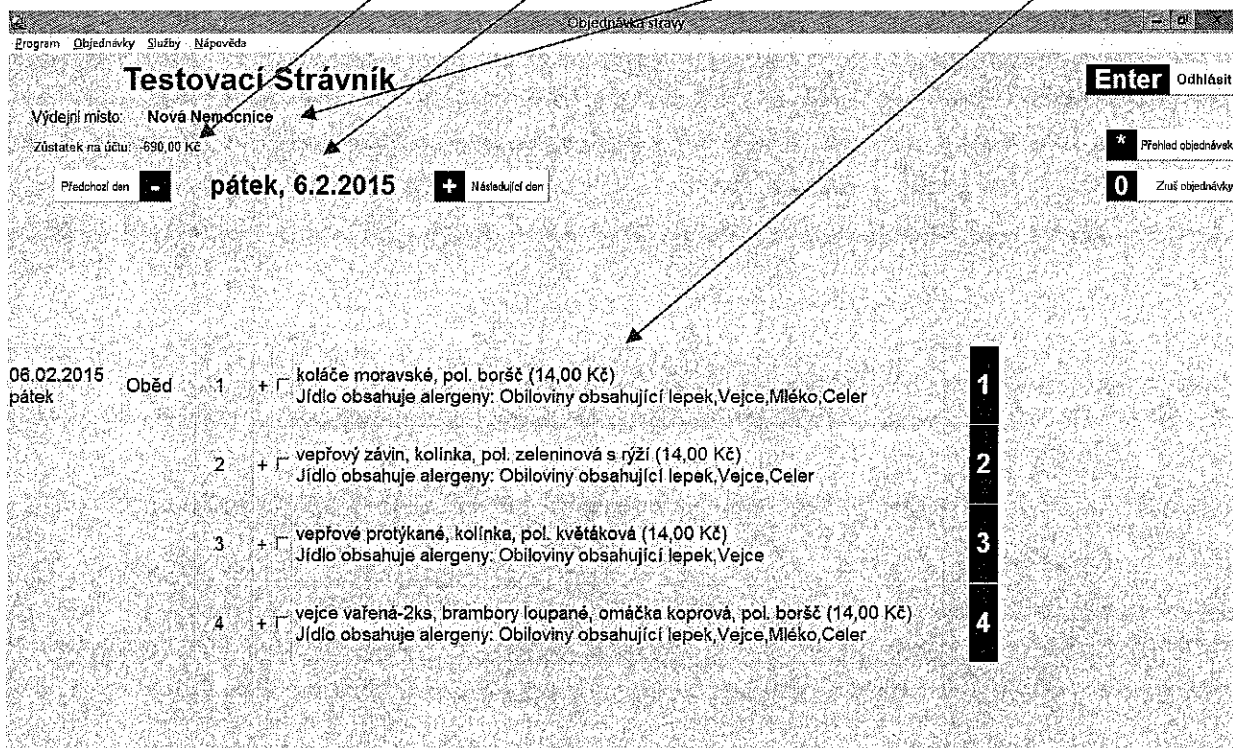 Objednávka stravy
Program Objednávky Služby Nápověda
Testovací Strávník
Enter Odhlásit
Výdejní místo: Nová Nemocnice
Zůstatek na účtu: -690,00 Kč
* Přehled objednávek
Předchozí den - pátek, 6.2.2015 + Následující den
0 Zruš objednávky
06.02.2015 pátek Oběd 1 + koláče moravské, pol. boršč (14,00 Kč) 1
Jídlo obsahuje alergeny: Obiloviny obsahující lepek,Vejce,Mléko,Celer
2 + vepřový závin, kolínka, pol. zeleninová s rýží (14,00 Kč) 2
Jídlo obsahuje alergeny: Obiloviny obsahující lepek,Vejce,Celer
3 + vepřové protýkané, kolínka, pol. květáková (14,00 Kč) 3
Jídlo obsahuje alergeny: Obiloviny obsahující lepek,Vejce
4 + vejce vařená-2ks, brambory loupané, omáčka koprová, pol. boršč (14,00 Kč) 4
Jídlo obsahuje alergeny: Obiloviny obsahující lepek,Vejce,Mléko,Celer